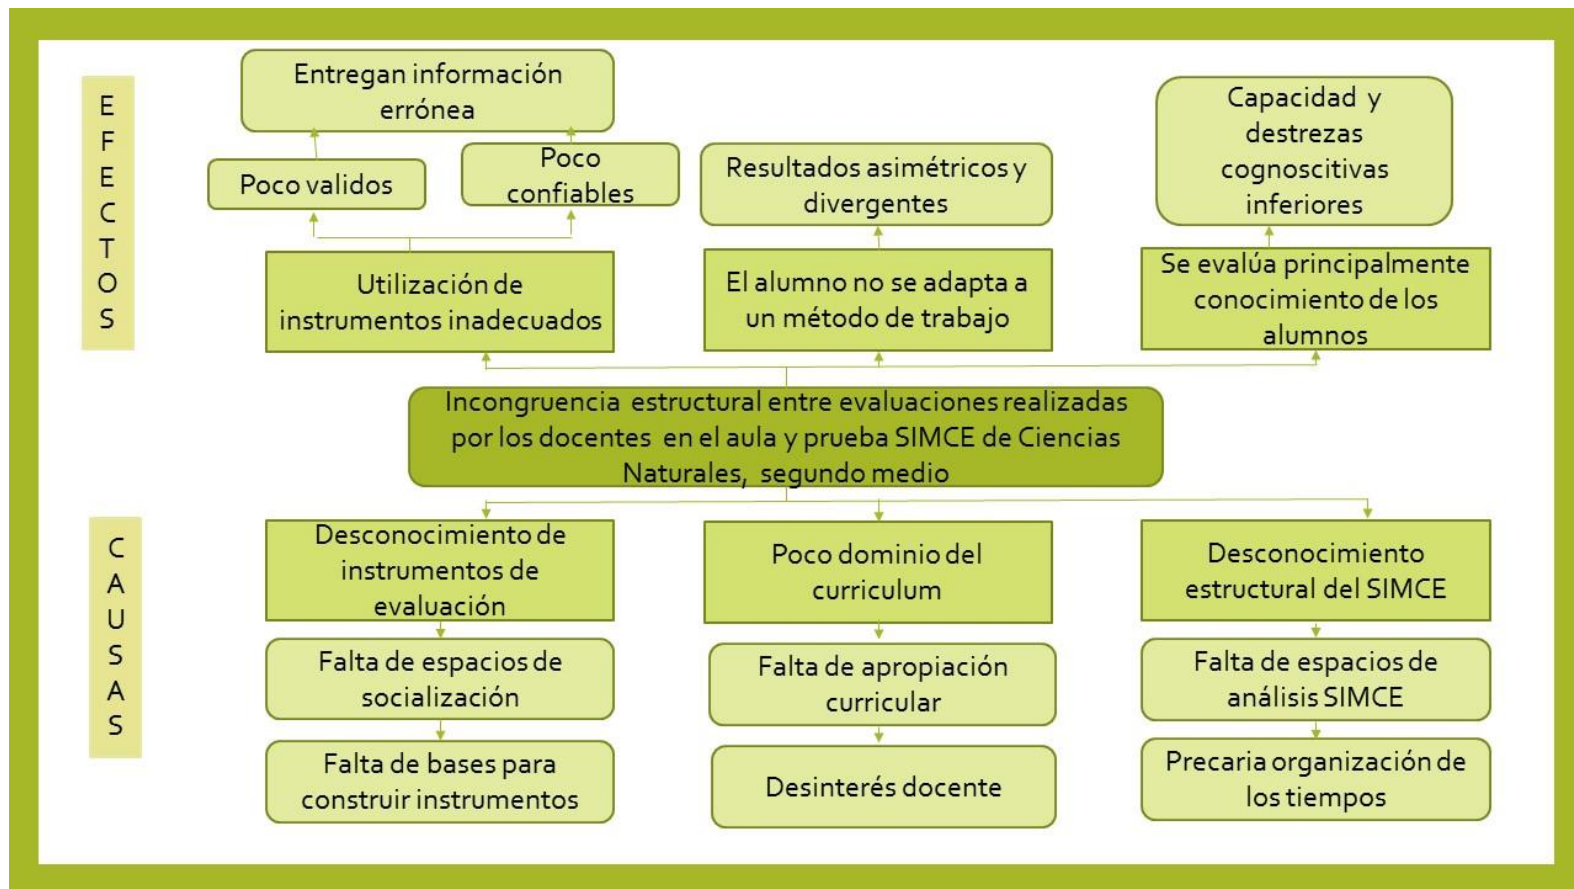 EFECTOS
Entregan información
errónea
Poco validos
Poco
confiables
Resultados asimétricos y
divergentes
Capacidad y
destrezas
cognoscitivas
inferiores
Utilización de
instrumentos inadecuados
El alumno no se adapta a
un método de trabajo
Se evalúa principalmente
conocimiento de los
alumnos
Incongruencia estructural entre evaluaciones realizadas
por los docentes en el aula y prueba SIMCE de Ciencias
Naturales, segundo medio
CAUSAS
Desconocimiento de
instrumentos de
evaluación
Poco dominio del
curriculum
Desconocimiento
estructural del SIMCE
Falta de espacios de
socialización
Falta de apropiación
curricular
Falta de espacios de
análisis SIMCE
Falta de bases para
construir instrumentos
Desinterés docente
Precaria organización de
los tiempos